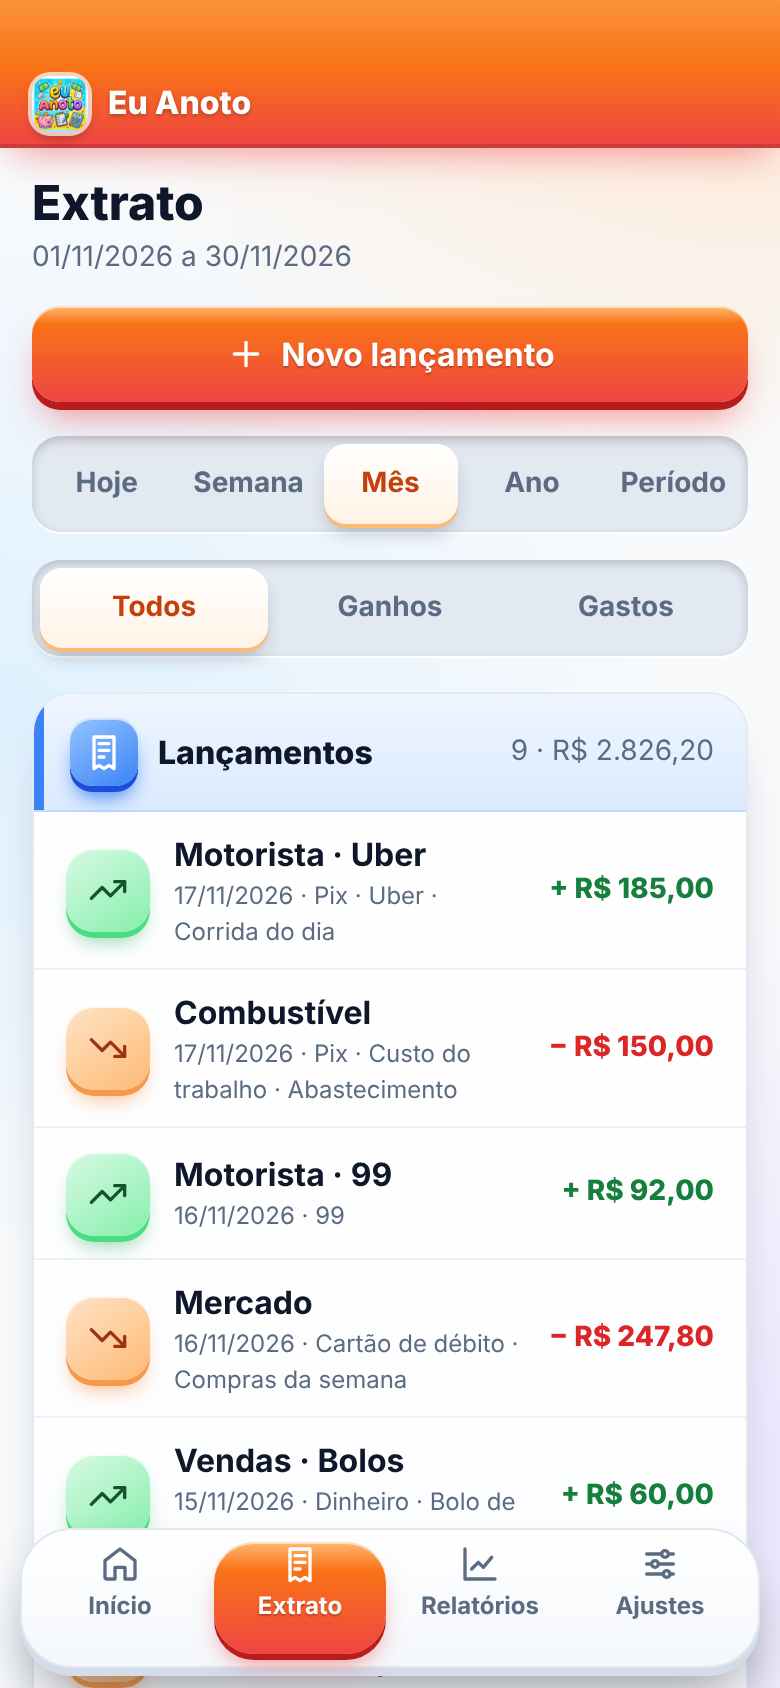 eu
anoto
Eu Anoto
Extrato
01/11/2026 a 30/11/2026
Novo lançamento
Hoje Semana Mês Ano Período
Todos Ganhos Gastos
Lançamentos 9 · R$ 2.826,20
Motorista · Uber
17/11/2026 · Pix · Uber ·
Corrida do dia
+ R$ 185,00
Combustível
17/11/2026 · Pix · Custo do
trabalho · Abastecimento
− R$ 150,00
Motorista · 99
16/11/2026 · 99
+ R$ 92,00
Mercado
16/11/2026 · Cartão de débito ·
Compras da semana
− R$ 247,80
Vendas · Bolos
15/11/2026 · Dinheiro · Bolo de
+ R$ 60,00
Início Extrato Relatórios Ajustes